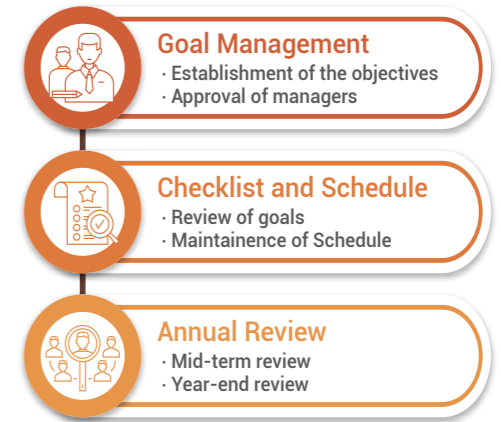 Goal Management
· Establishment of the objectives
· Approval of managers
Checklist and Schedule
· Review of goals
· Maintainence of Schedule
Annual Review
· Mid-term review
· Year-end review